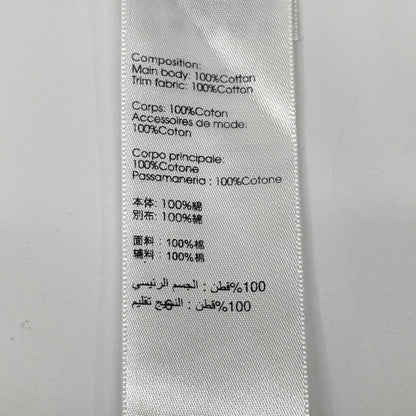 Composition:
Main body: 100%Cotton
Trim fabric: 100%Cotton
Corps: 100%Coton
Accessoires de mode:
100%Coton
Corpo principale:
100%Cotone
Passamaneria : 100%Cotone
本体: 100%綿
別布: 100%綿
面料: 100%棉
辅料: 100%棉
100%قطن : الجسم الرئيسي
100%قطن : النسيج تقليم